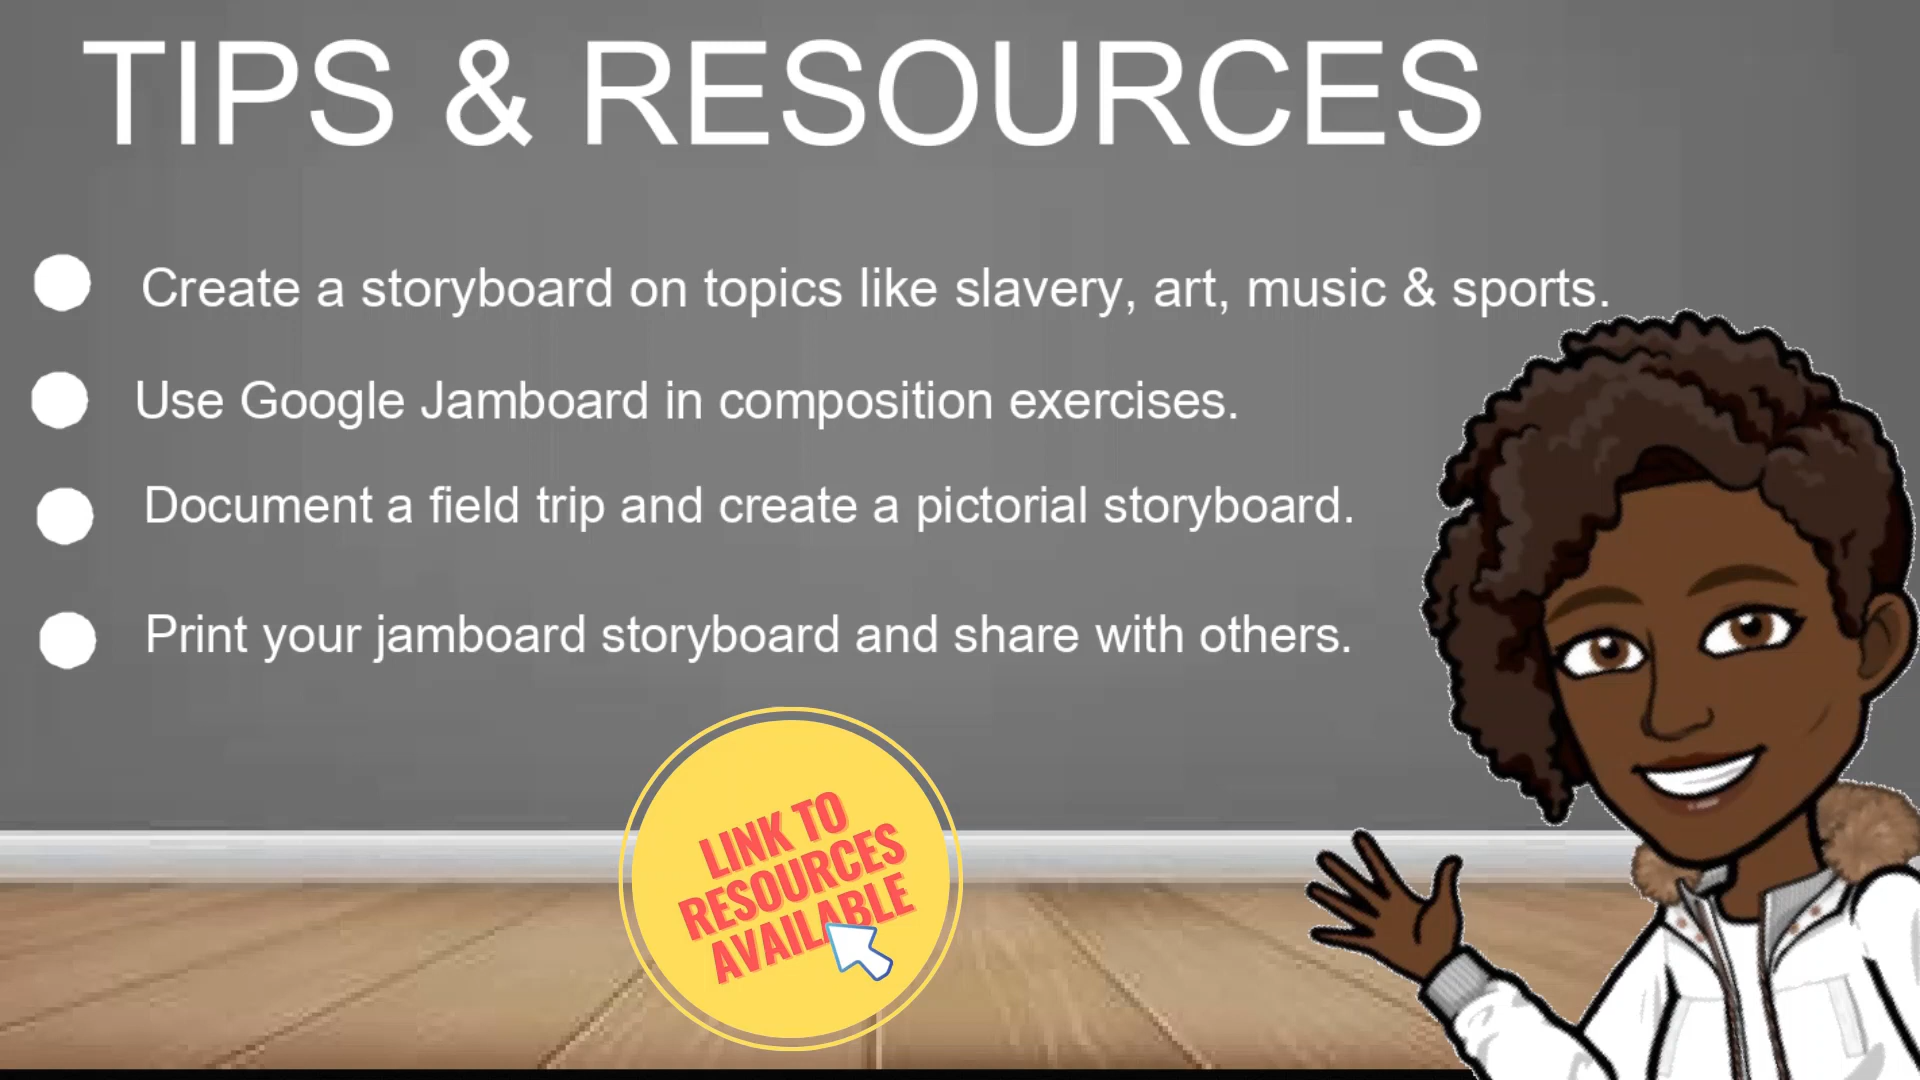 TIPS & RESOURCES
Create a storyboard on topics like slavery, art, music & sports.
Use Google Jamboard in composition exercises.
Document a field trip and create a pictorial storyboard.
Print your jamboard storyboard and share with others.
LINK TO
RESOURCES
AVAILABLE